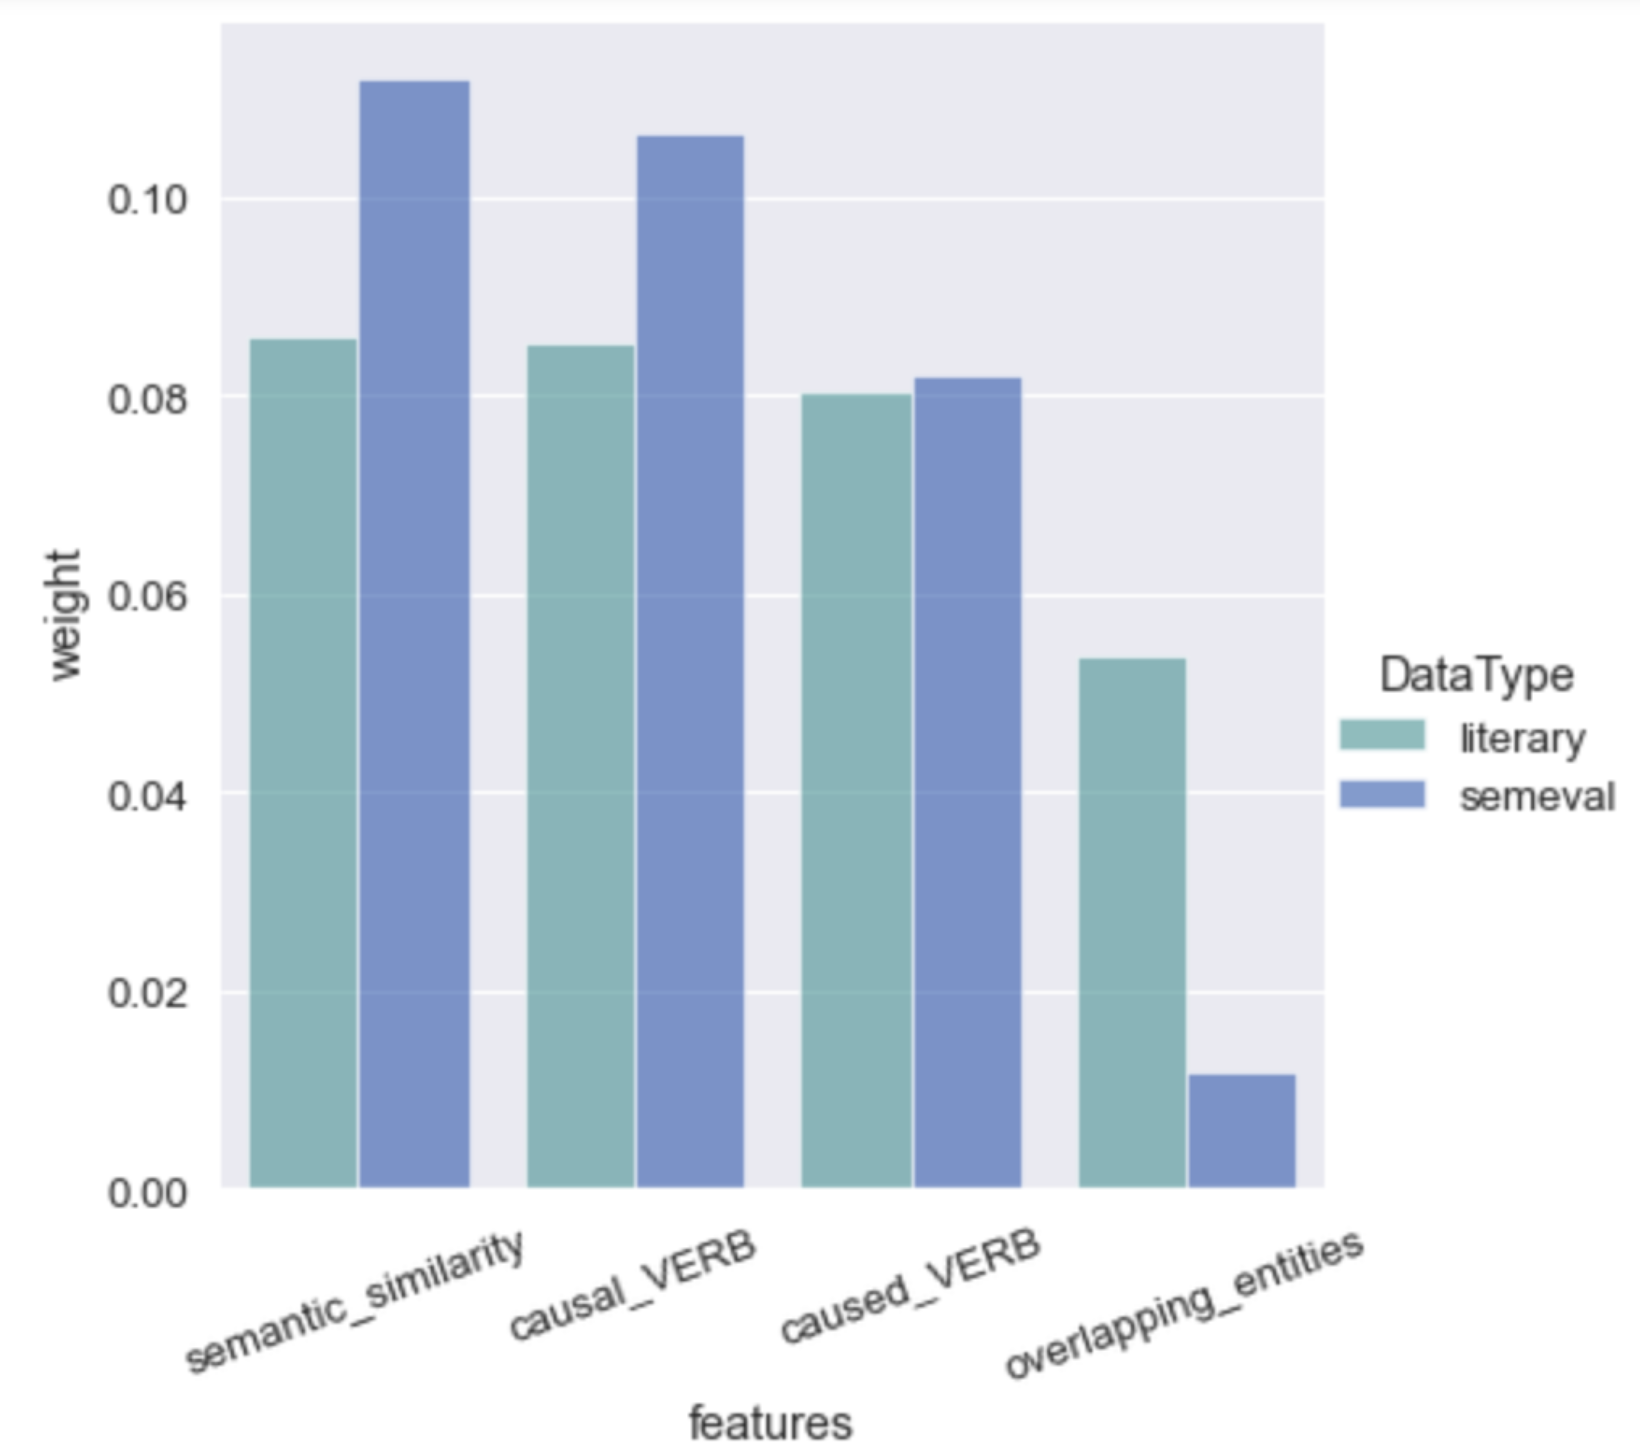 0.10
0.08
0.06
0.04
0.02
0.00
weight
semantic_similarity
causal_VERB
caused_VERB
overlapping_entities
features
DataType
literary
semeval